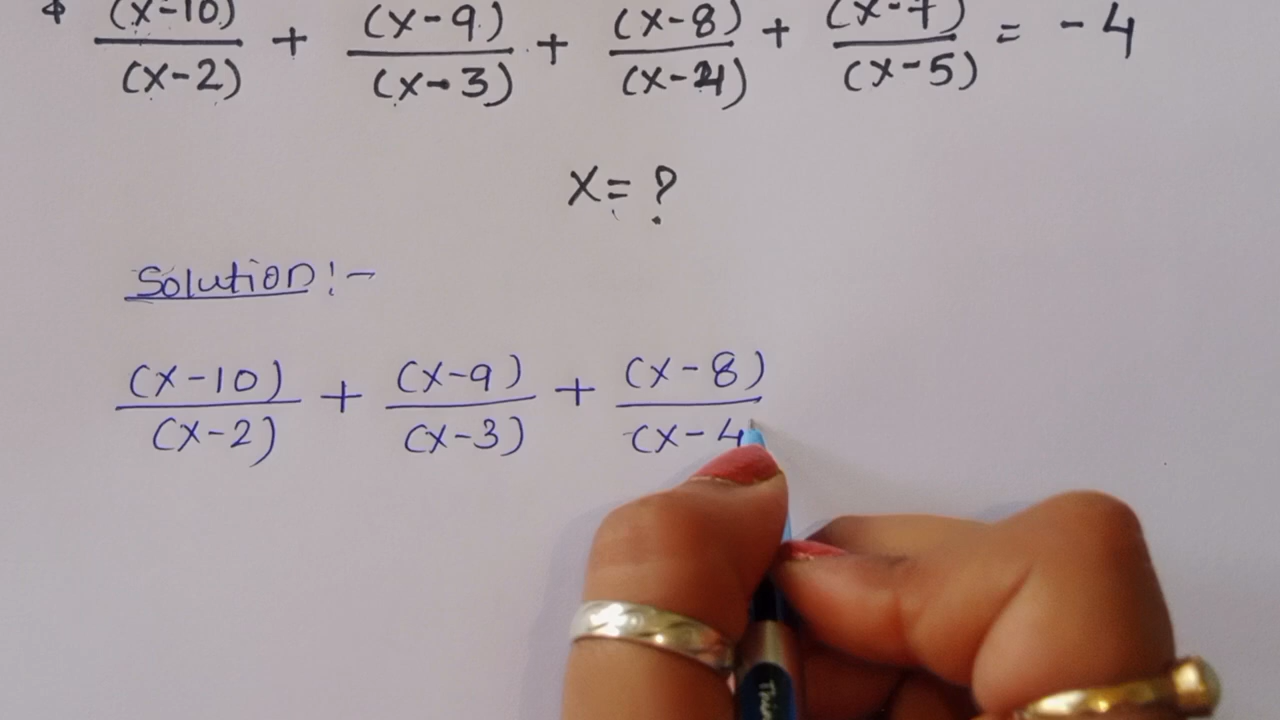 (x-10)/(x-2) + (x-9)/(x-3) + (x-8)/(x-4) + (x-7)/(x-5) = -4
x = ?
Solution:-
(x-10)/(x-2) + (x-9)/(x-3) + (x-8)/(x-4